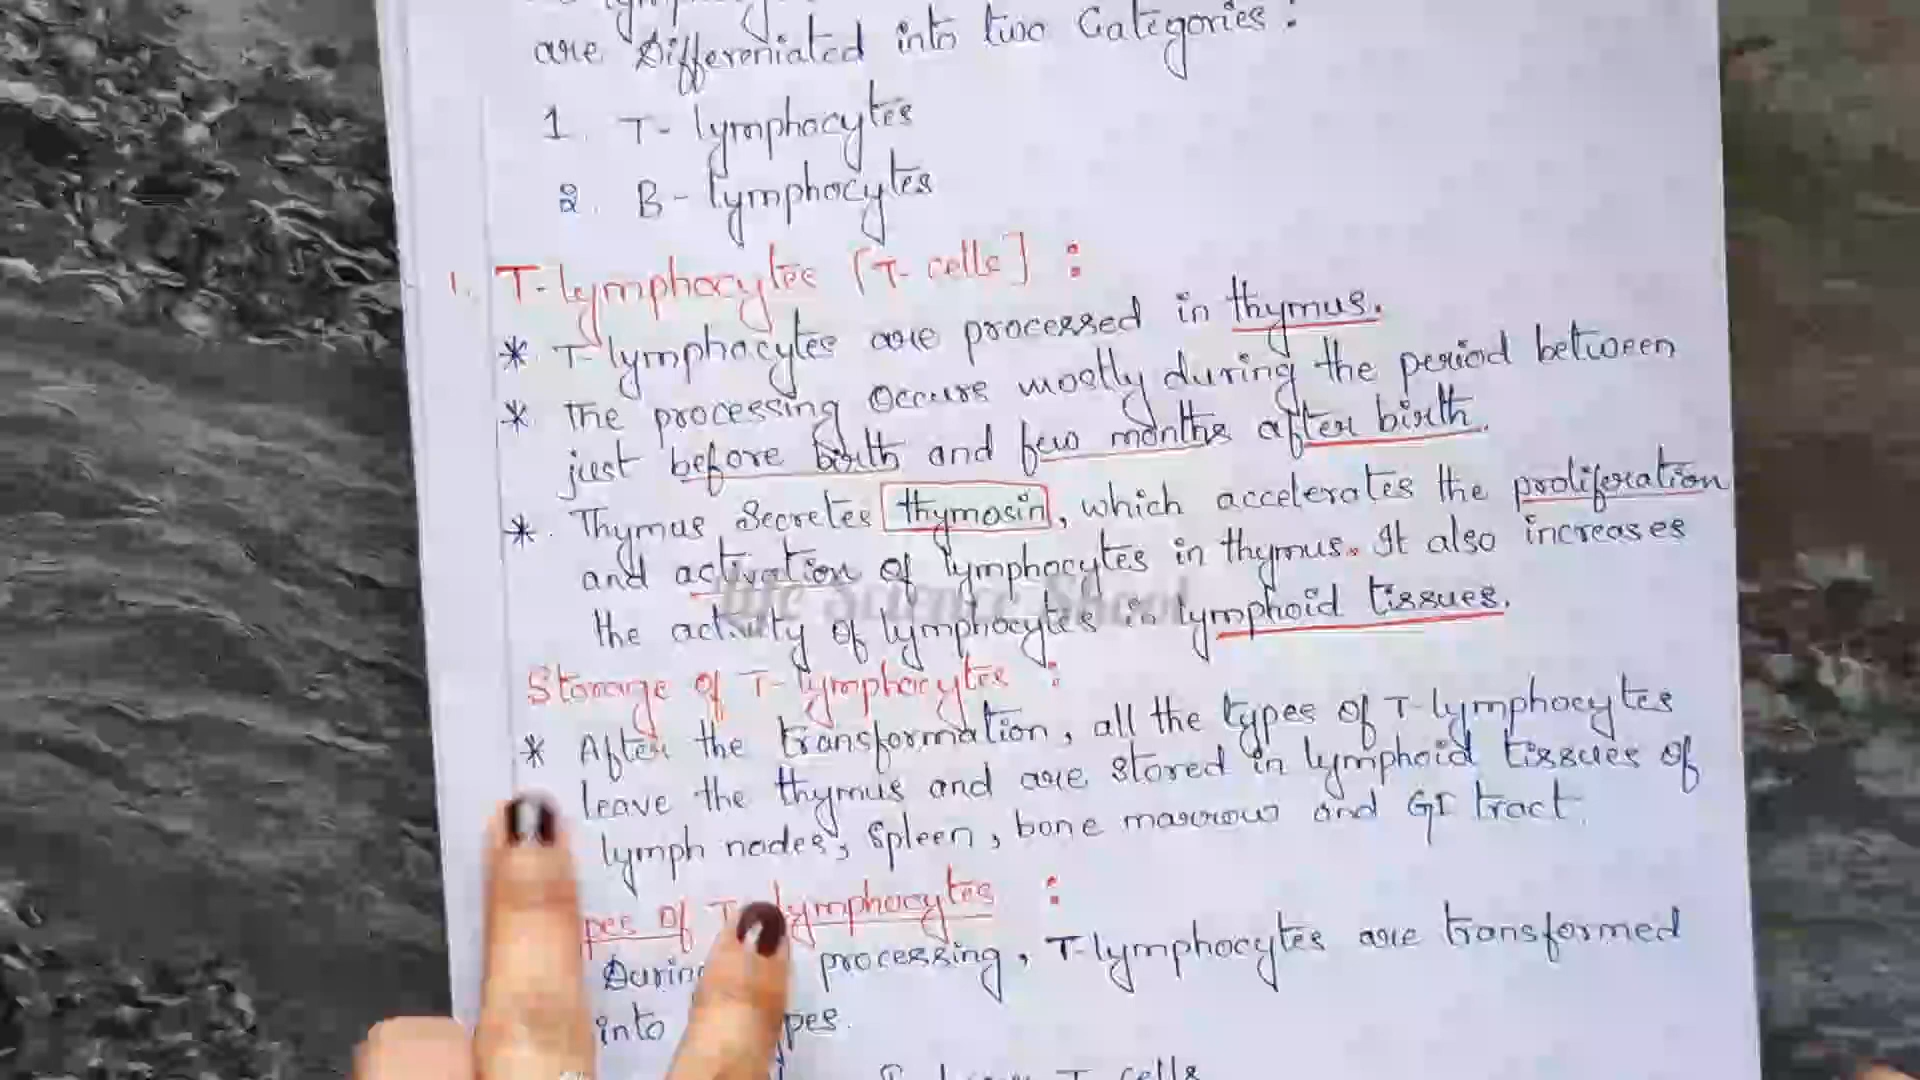 are Differeniated into two Categories:
1. T- lymphocytes
2. B- lymphocytes
1. T-lymphocytes [T- cells] :
* T-lymphocytes are processed in thymus.
* The processing occurs mostly during the period between
just before birth and few months after birth.
* Thymus Secretes thymosin, which accelerates the proliferation
and activation of lymphocytes in thymus. It also increases
the activity of lymphocytes in lymphoid tissues.
Storage of T-lymphocytes :
* After the transformation, all the types of T-lymphocytes
leave the thymus and are stored in lymphoid tissues of
lymph nodes, Spleen, bone marrow and GI tract.
of T-lymphocytes :
During processing, T-lymphocytes are transformed
into
T cells